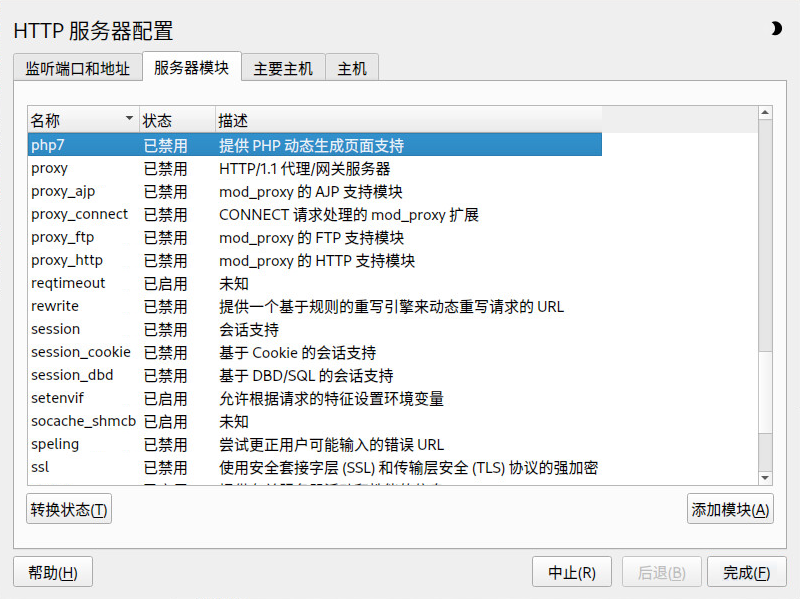 HTTP 服务器配置
监听端口和地址 服务器模块 主要主机 主机
名称 状态 描述
php7 已禁用 提供 PHP 动态生成页面支持
proxy 已禁用 HTTP/1.1 代理/网关服务器
proxy_ajp 已禁用 mod_proxy 的 AJP 支持模块
proxy_connect 已禁用 CONNECT 请求处理的 mod_proxy 扩展
proxy_ftp 已禁用 mod_proxy 的 FTP 支持模块
proxy_http 已禁用 mod_proxy 的 HTTP 支持模块
reqtimeout 已启用 未知
rewrite 已禁用 提供一个基于规则的重写引擎来动态重写请求的 URL
session 已禁用 会话支持
session_cookie 已禁用 基于 Cookie 的会话支持
session_dbd 已禁用 基于 DBD/SQL 的会话支持
setenvif 已启用 允许根据请求的特征设置环境变量
socache_shmcb 已启用 未知
speling 已禁用 尝试更正用户可能输入的错误 URL
ssl 已禁用 使用安全套接字层 (SSL) 和传输层安全 (TLS) 协议的强加密
转换状态(T) 添加模块(A)
帮助(H) 中止(R) 后退(B) 完成(F)